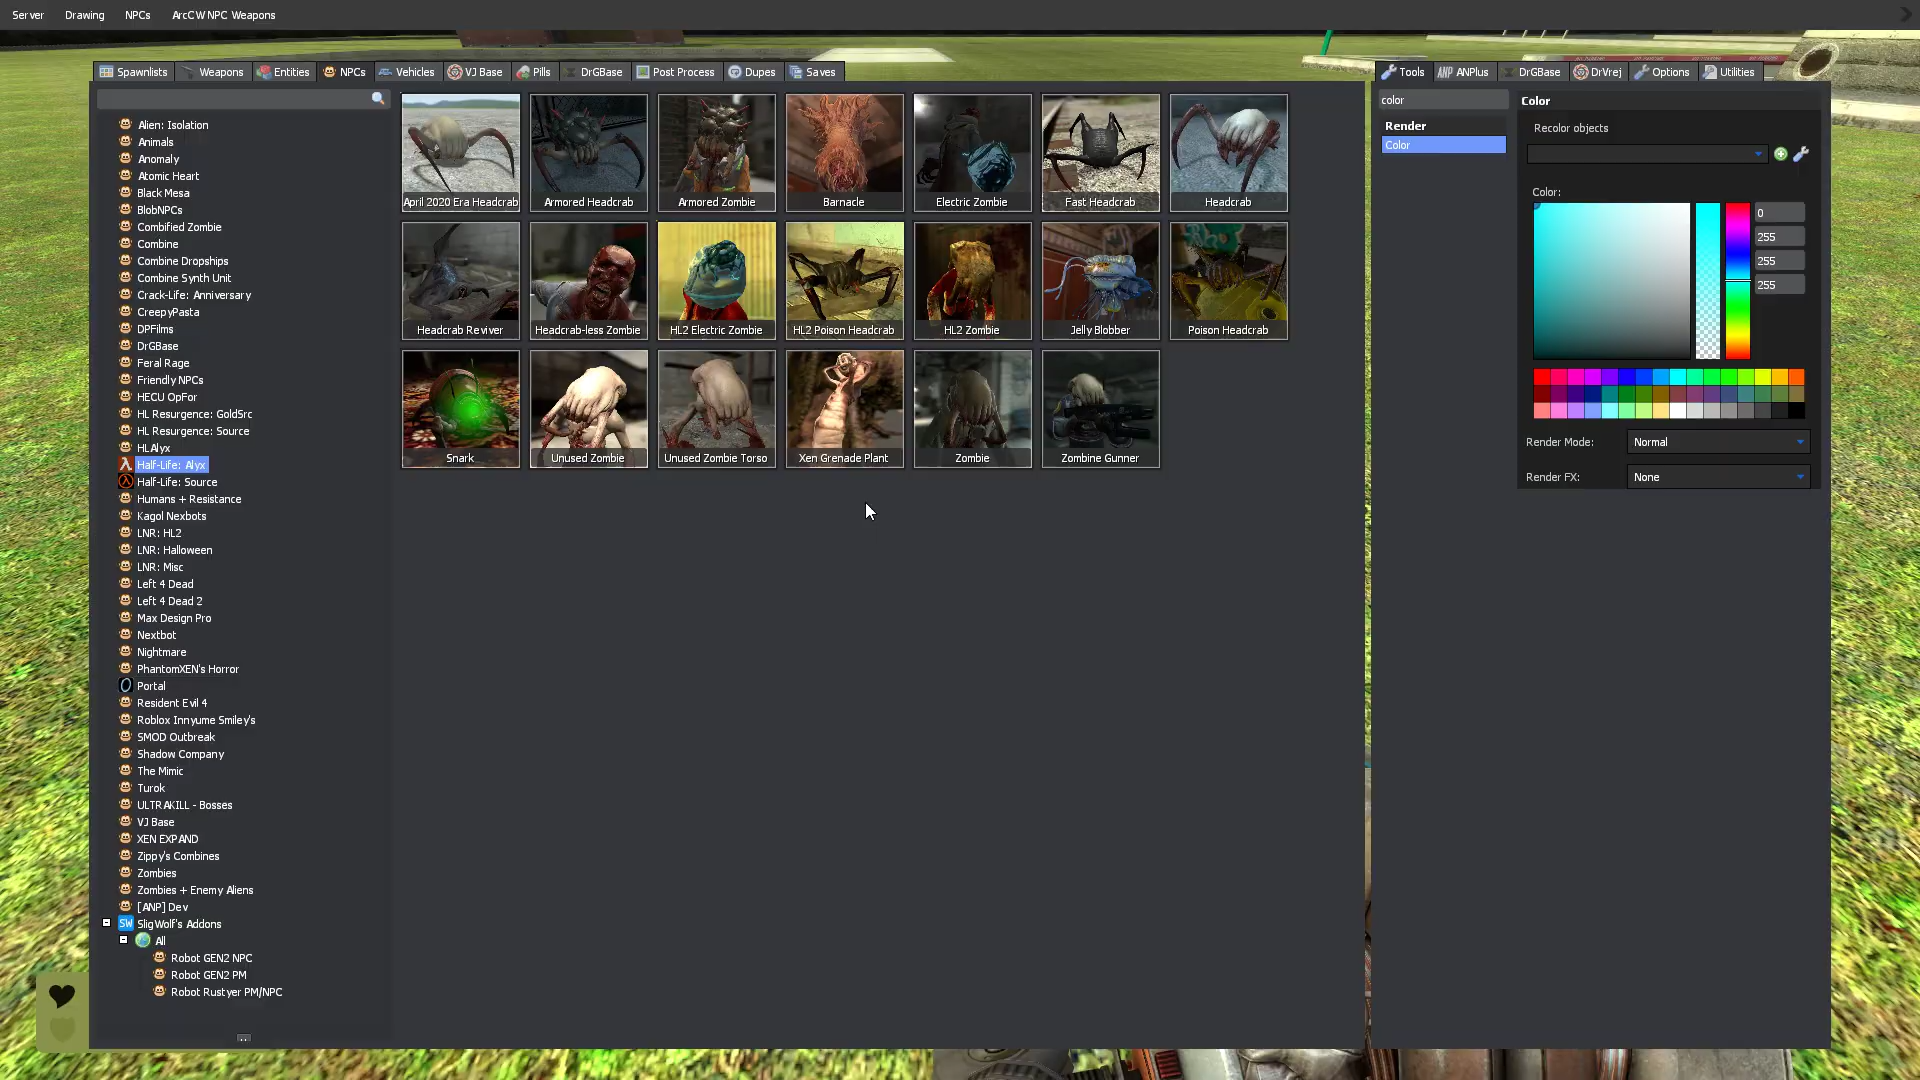 Server Drawing NPCs ArcCW NPC Weapons
Spawnlists Weapons Entities NPCs Vehicles VJ Base Pills DrGBase Post Process Dupes Saves
Alien: Isolation
Animals
Anomaly
Atomic Heart
Black Mesa
BlobNPCs
Combified Zombie
Combine
Combine Dropships
Combine Synth Unit
Crack-Life: Anniversary
CreepyPasta
DPFilms
DrGBase
Feral Rage
Friendly NPCs
HECU OpFor
HL Resurgence: GoldSrc
HL Resurgence: Source
HLAlyx
Half-Life: Alyx
Half-Life: Source
Humans + Resistance
Kagol Nexbots
LNR: HL2
LNR: Halloween
LNR: Misc
Left 4 Dead
Left 4 Dead 2
Max Design Pro
Nextbot
Nightmare
PhantomXEN's Horror
Portal
Resident Evil 4
Roblox Innyume Smiley's
SMOD Outbreak
Shadow Company
The Mimic
Turok
ULTRAKILL - Bosses
VJ Base
XEN EXPAND
Zippy's Combines
Zombies
Zombies + Enemy Aliens
[ANP] Dev
SW SligWolf's Addons
All
Robot GEN2 NPC
Robot GEN2 PM
Robot Rustyer PM/NPC
April 2020 Era Headcrab Armored Headcrab Armored Zombie Barnacle Electric Zombie Fast Headcrab Headcrab
Headcrab Reviver Headcrab-less Zombie HL2 Electric Zombie HL2 Poison Headcrab HL2 Zombie Jelly Blobber Poison Headcrab
Snark Unused Zombie Unused Zombie Torso Xen Grenade Plant Zombie Zombine Gunner
Tools ANP ANPlus DrGBase DrVrej Options Utilities
color
Render
Color
Color
Recolor objects
Color:
0
255
255
255
Render Mode: Normal
Render FX: None